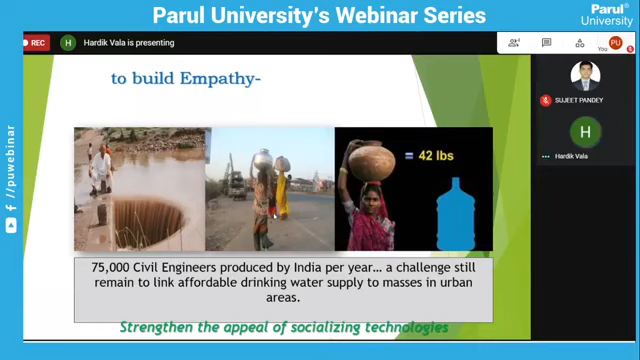 Parul University's Webinar Series
Parul®
University
REC
H
Hardik Vala is presenting
You
PU
to build Empathy-
= 42 lbs
75,000 Civil Engineers produced by India per year... a challenge still
remain to link affordable drinking water supply to masses in urban
areas.
Strengthen the appeal of socializing technologies
SUJEET PANDEY
H
Hardik Vala
/puwebinar